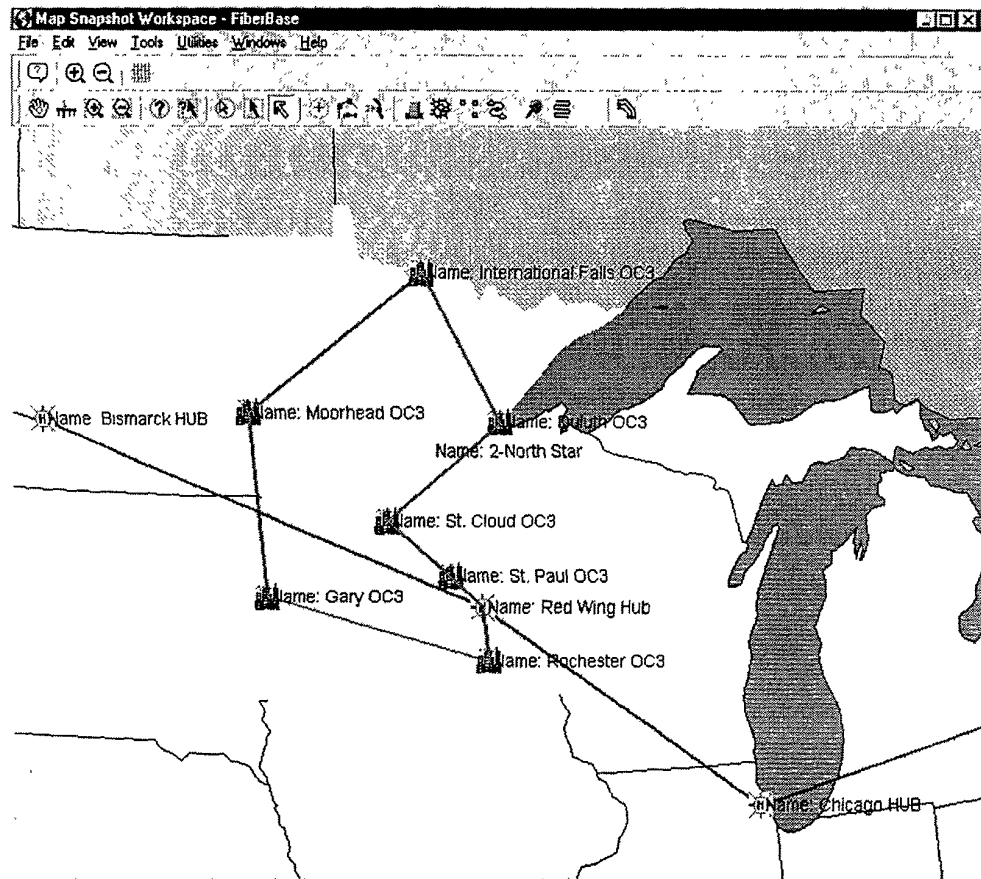 Map Snapshot Workspace - FiberBase
File Edit View Tools Utilities Windows Help
Name: International Falls OC3
Name: Moorhead OC3
Name Bismarck HUB
Name: Duluth OC3
Name: 2-North Star
Name: St. Cloud OC3
Name: St. Paul OC3
Name: Gary OC3
Name: Red Wing Hub
Name: Rochester OC3
Name: Chicago HUB